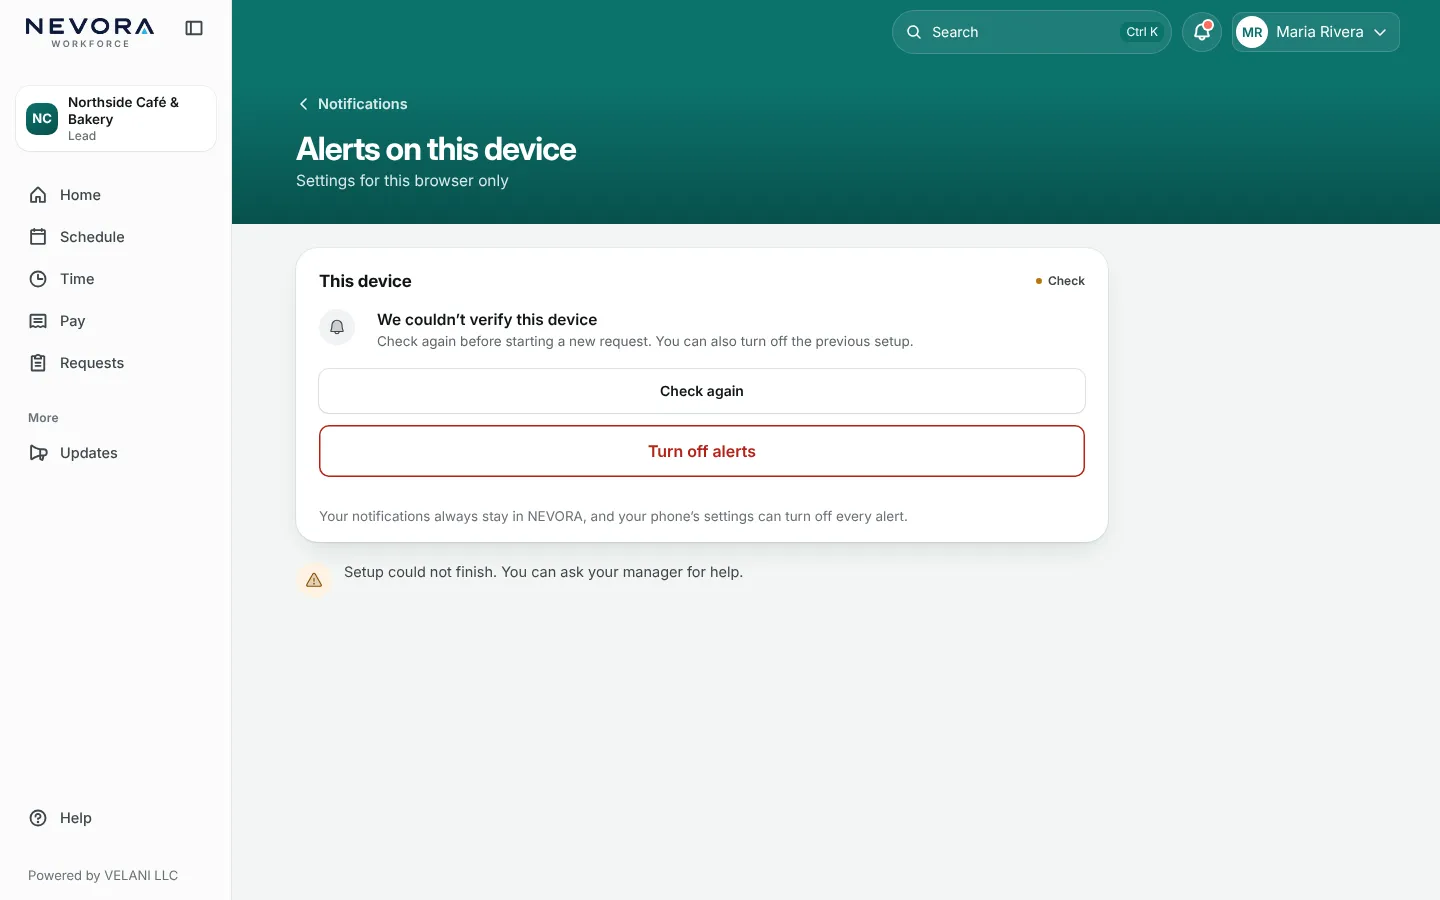 NEVORA
WORKFORCE
Search
Ctrl K
MR
Maria Rivera
NC
Northside Café &
Bakery
Lead
Home
Schedule
Time
Pay
Requests
More
Updates
Help
Powered by VELANI LLC
Notifications
Alerts on this device
Settings for this browser only
This device
Check
We couldn’t verify this device
Check again before starting a new request. You can also turn off the previous setup.
Check again
Turn off alerts
Your notifications always stay in NEVORA, and your phone’s settings can turn off every alert.
Setup could not finish. You can ask your manager for help.